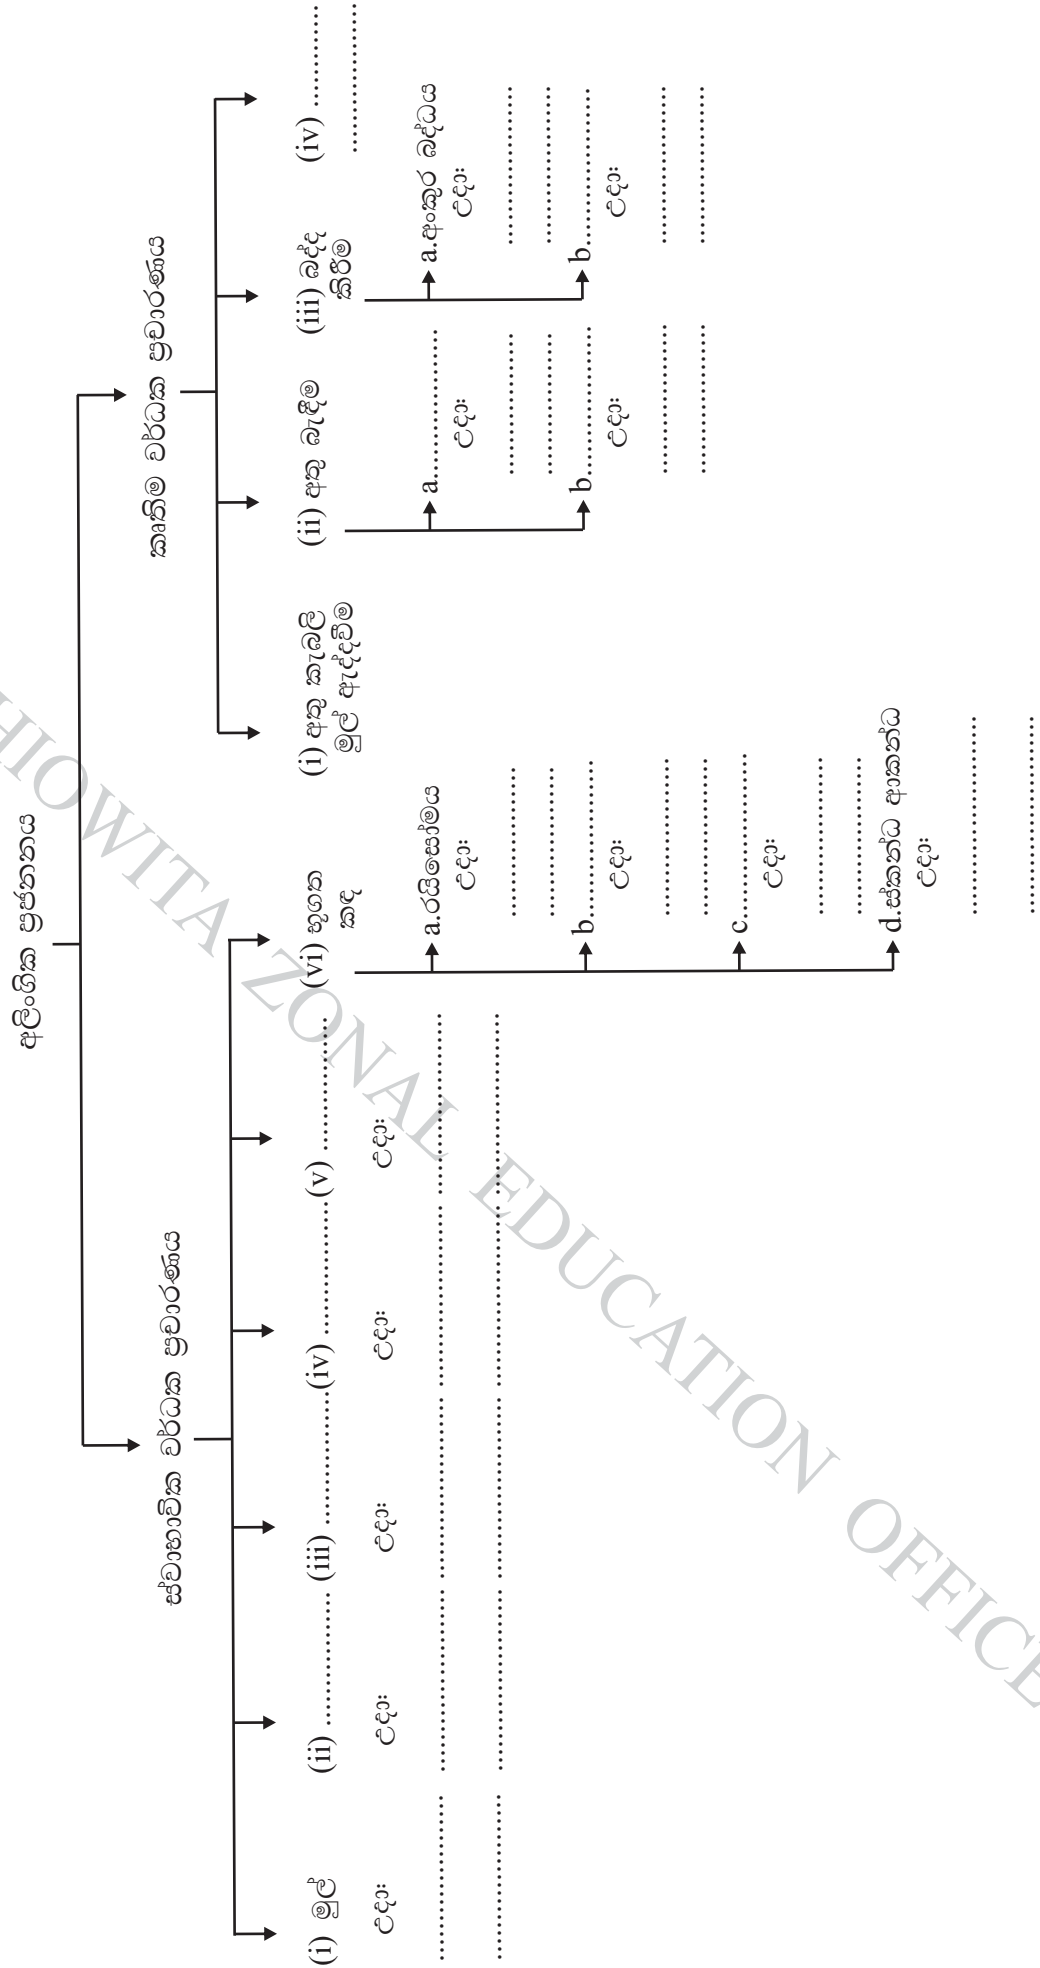 අලිංගික ප්‍රජනනය
ස්වාභාවික වර්ධක ප්‍රචාරණය
කෘතිම වර්ධක ප්‍රචාරණය
(i) මුල්
උදාඃ
....................
....................
(ii) ....................
උදාඃ
....................
....................
(iii) ....................
උදාඃ
....................
....................
(iv) ....................
උදාඃ
....................
....................
(v) ....................
උදාඃ
....................
....................
(vi) භූගත
කඳ
a.රයිසෝමය
උදාඃ
....................
....................
b....................
උදාඃ
....................
....................
c....................
උදාඃ
....................
....................
d.ස්කන්ධ ආකන්ධ
උදාඃ
....................
....................
(i) අතු කැබලි
මුල් ඇද්දවීම
(ii) අතු බැඳීම
a....................
උදාඃ
....................
....................
b....................
උදාඃ
....................
....................
(iii) බද්ද
කිරීම
a.අංකුර බද්ධය
උදාඃ
....................
....................
b....................
උදාඃ
....................
....................
(iv) ....................
....................
HIOWITA ZONAL EDUCATION OFFICE